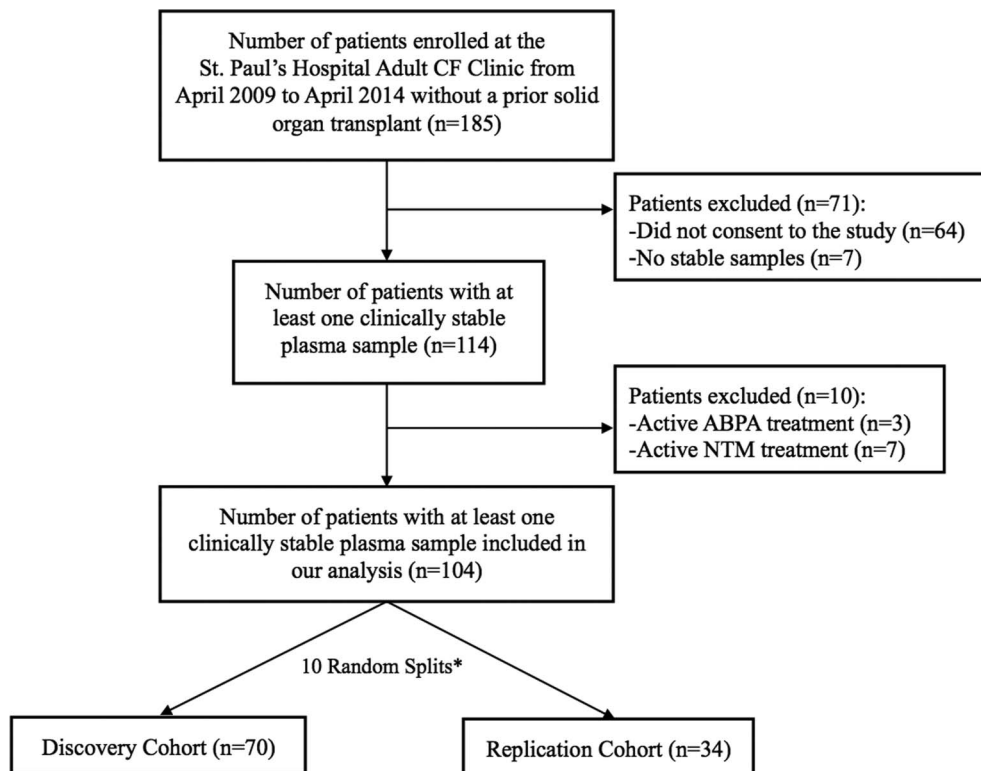 Number of patients enrolled at the
St. Paul's Hospital Adult CF Clinic from
April 2009 to April 2014 without a prior solid
organ transplant (n=185)
Patients excluded (n=71):
-Did not consent to the study (n=64)
-No stable samples (n=7)
Number of patients with at
least one clinically stable
plasma sample (n=114)
Patients excluded (n=10):
-Active ABPA treatment (n=3)
-Active NTM treatment (n=7)
Number of patients with at least one
clinically stable plasma sample included in
our analysis (n=104)
10 Random Splits*
Discovery Cohort (n=70)
Replication Cohort (n=34)